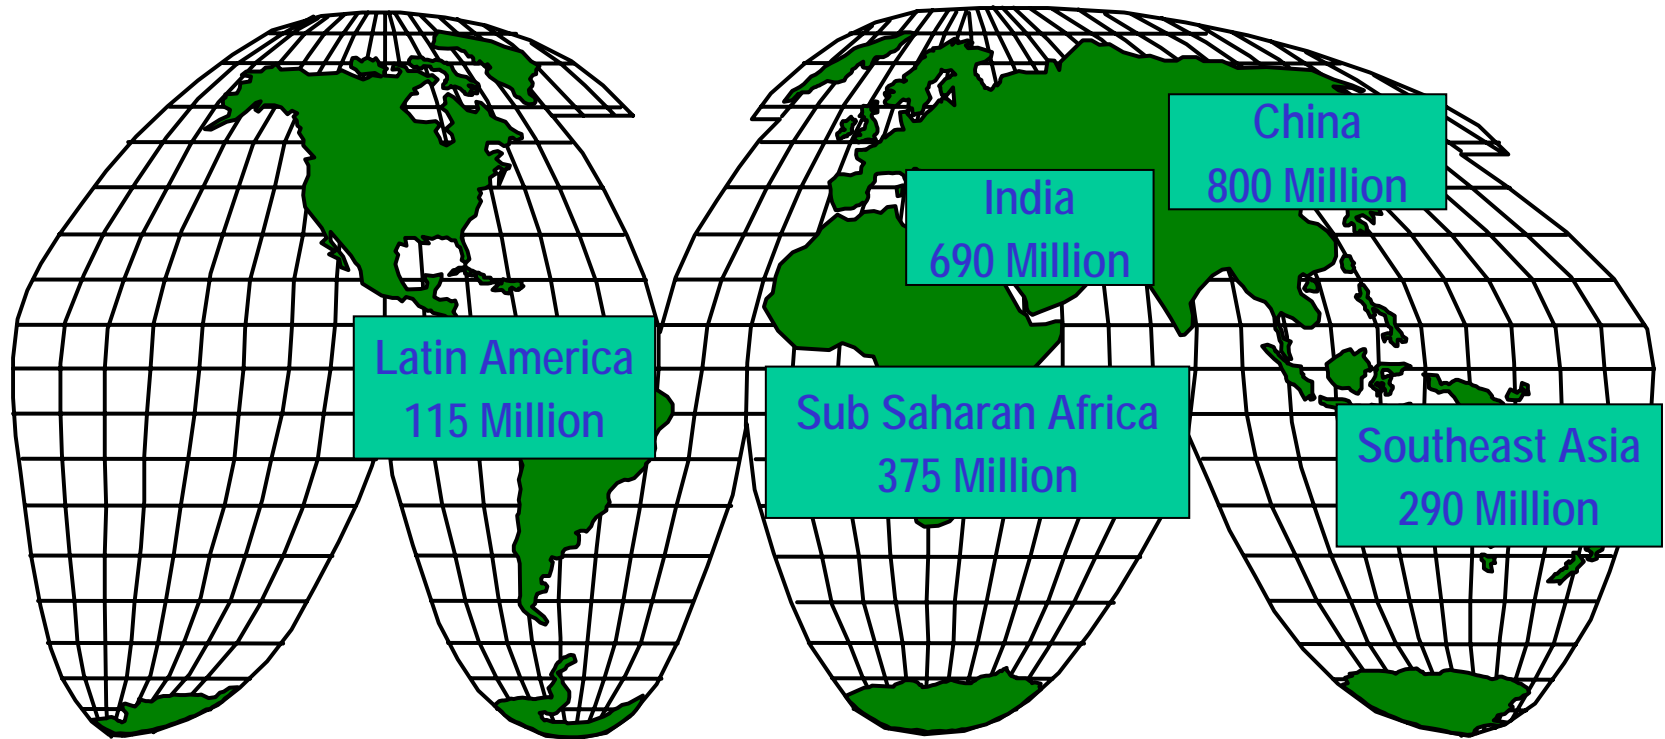 China
800 Million
India
690 Million
Latin America
115 Million
Sub Saharan Africa
375 Million
Southeast Asia
290 Million